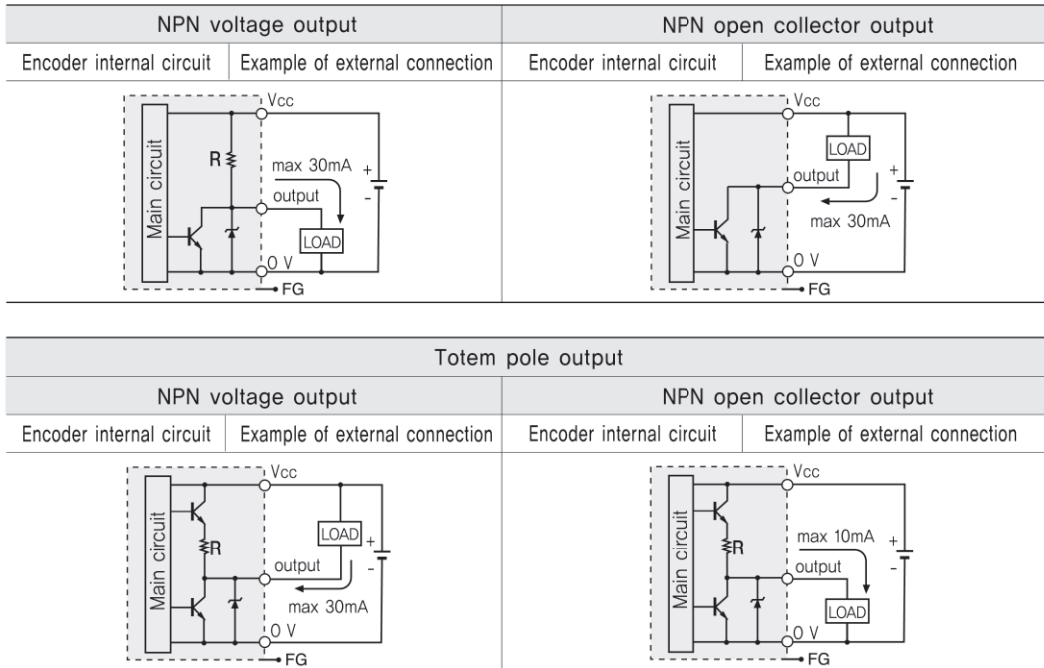 NPN voltage output
NPN open collector output
Encoder internal circuit
Example of external connection
Encoder internal circuit
Example of external connection
Main circuit
Vcc
R
max 30mA
output
LOAD
+
-
0 V
FG
Main circuit
Vcc
LOAD
output
+
-
max 30mA
0 V
FG
Totem pole output
NPN voltage output
NPN open collector output
Encoder internal circuit
Example of external connection
Encoder internal circuit
Example of external connection
Main circuit
Vcc
LOAD
+
-
R
output
max 30mA
0 V
FG
Main circuit
Vcc
R
max 10mA
+
-
output
LOAD
0 V
FG